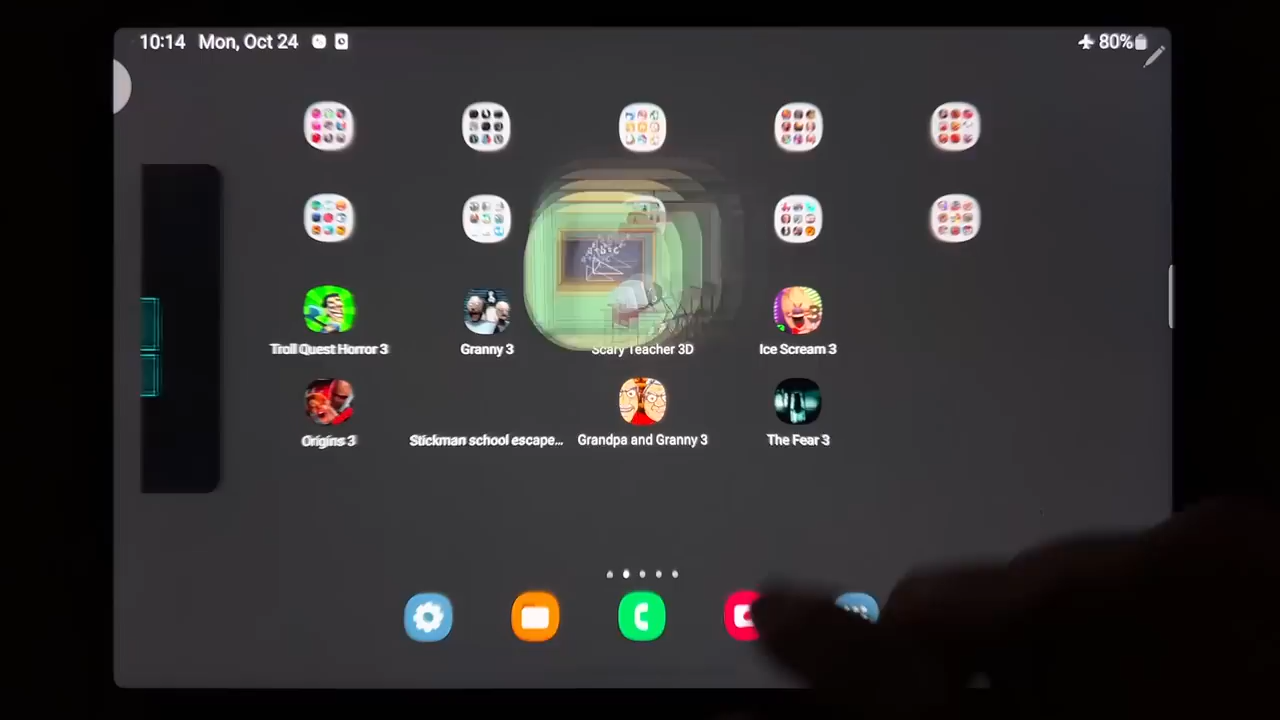 10:14 Mon, Oct 24
80%
Troll Quest Horror 3
Granny 3
Scary Teacher 3D
Ice Scream 3
Origins 3
Stickman school escape...
Grandpa and Granny 3
The Fear 3